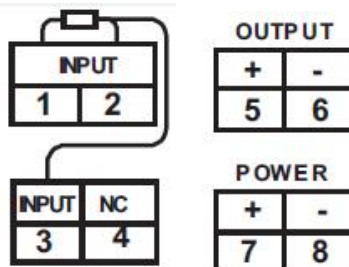 INPUT
1 2
INPUT NC
3 4
OUTPUT
+ -
5 6
POWER
+ -
7 8